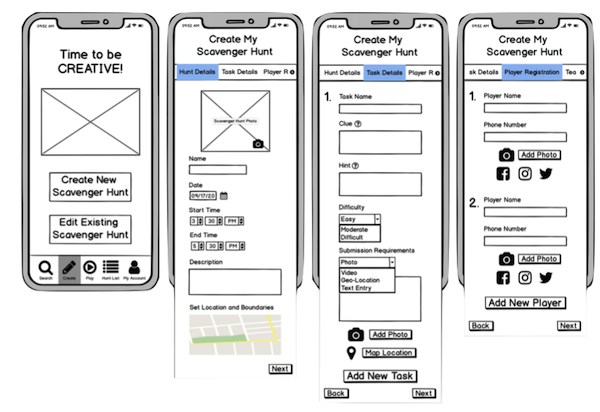 09:52 AM
Time to be
CREATIVE!
Create New
Scavenger Hunt
Edit Existing
Scavenger Hunt
Search
Create
Play
Hunt List
My Account
09:52 AM
Create My
Scavenger Hunt
Hunt Details
Task Details
Player R
Scavenger Hunt Photo
Name
Date
09/17/20
Start Time
3
30
PM
End Time
5
30
PM
Description
Set Location and Boundaries
Next
09:52 AM
Create My
Scavenger Hunt
Hunt Details
Task Details
Player R
1.
Task Name
Clue ?
Hint ?
Difficulty
Easy
Moderate
Difficult
Submission Requirements
Photo
Video
Geo-Location
Text Entry
Add Photo
Map Location
Add New Task
Back
Next
09:52 AM
Create My
Scavenger Hunt
sk Details
Player Registration
Tea
1.
Player Name
Phone Number
Add Photo
2.
Player Name
Phone Number
Add Photo
Add New Player
Back
Next